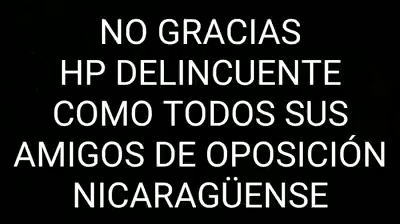 NO GRACIAS
HP DELINCUENTE
COMO TODOS SUS
AMIGOS DE OPOSICIÓN
NICARAGÜENSE